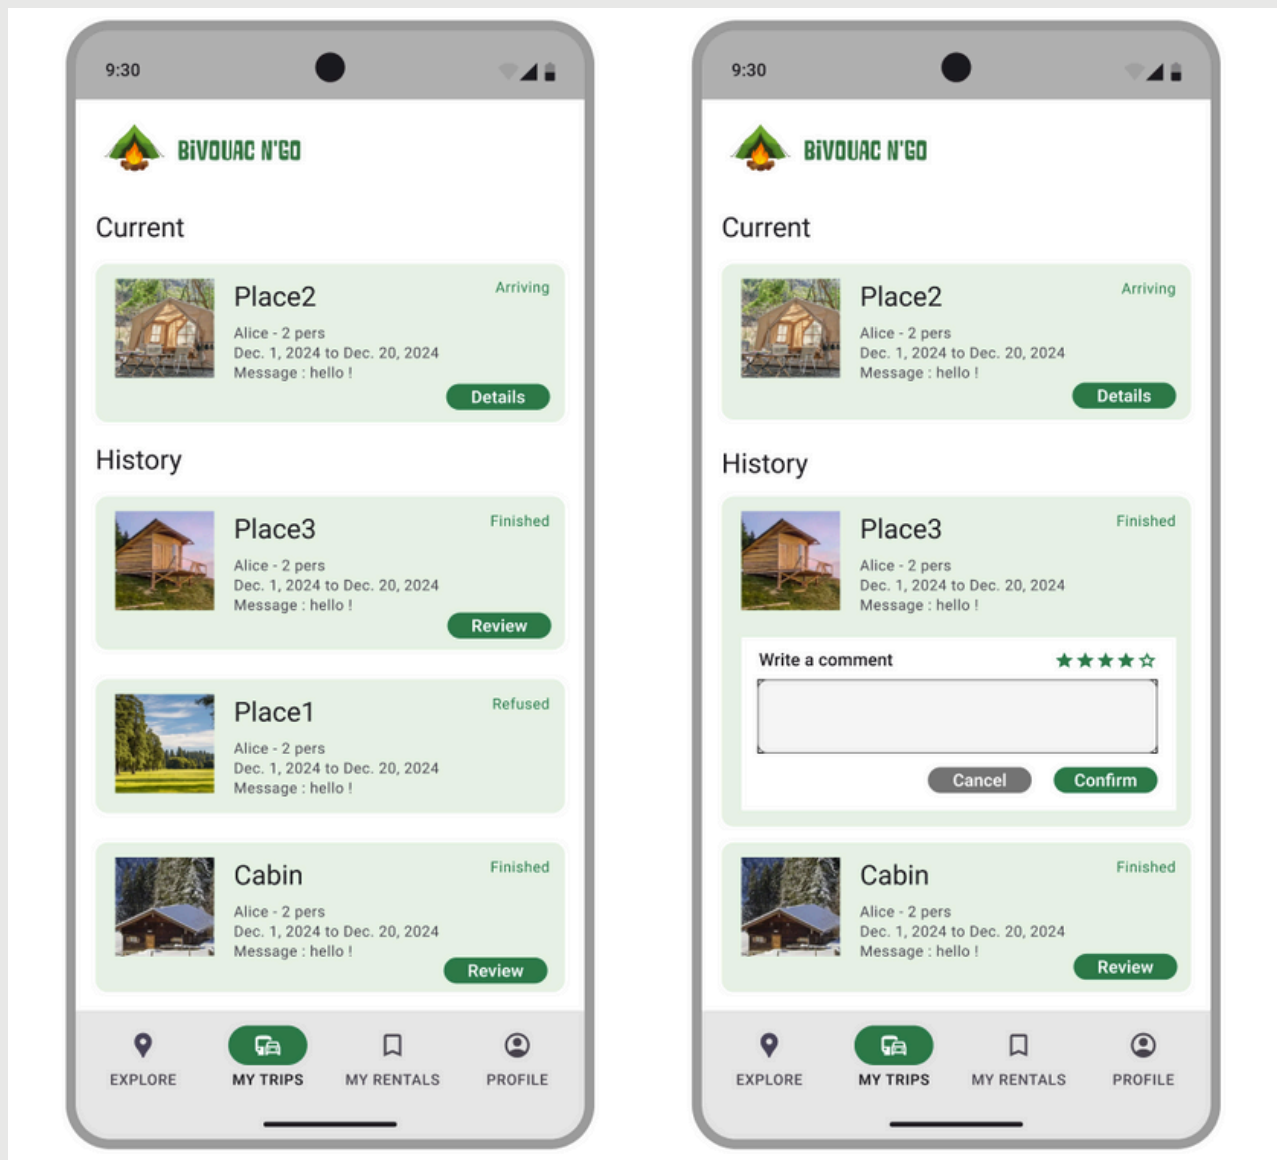 9:30
BiVOUAC N'GO
Current
Place2
Arriving
Alice - 2 pers
Dec. 1, 2024 to Dec. 20, 2024
Message : hello !
Details
History
Place3
Finished
Alice - 2 pers
Dec. 1, 2024 to Dec. 20, 2024
Message : hello !
Review
Place1
Refused
Alice - 2 pers
Dec. 1, 2024 to Dec. 20, 2024
Message : hello !
Cabin
Finished
Alice - 2 pers
Dec. 1, 2024 to Dec. 20, 2024
Message : hello !
Review
EXPLORE MY TRIPS MY RENTALS PROFILE
9:30
BiVOUAC N'GO
Current
Place2
Arriving
Alice - 2 pers
Dec. 1, 2024 to Dec. 20, 2024
Message : hello !
Details
History
Place3
Finished
Alice - 2 pers
Dec. 1, 2024 to Dec. 20, 2024
Message : hello !
Write a comment
Cancel Confirm
Cabin
Finished
Alice - 2 pers
Dec. 1, 2024 to Dec. 20, 2024
Message : hello !
Review
EXPLORE MY TRIPS MY RENTALS PROFILE